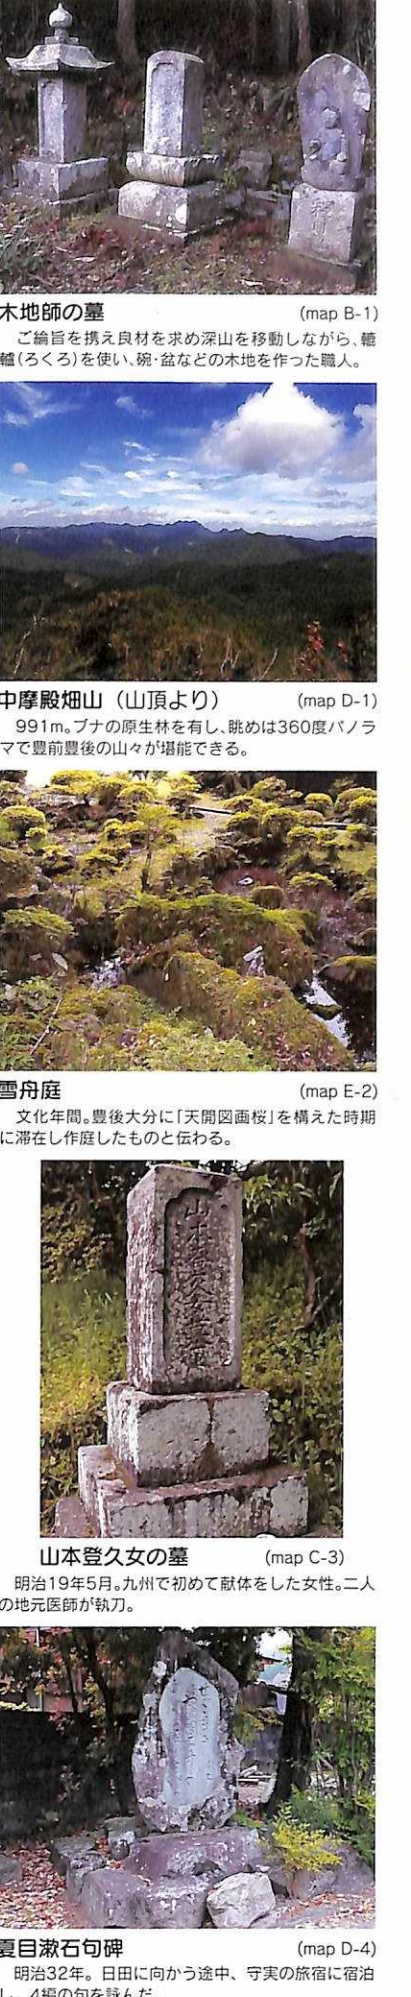 木地師の墓 (map B-1)
ご綸旨を携え良材を求め深山を移動しながら、轆
轤(ろくろ)を使い、碗・盆などの木地を作った職人。
中摩殿畑山（山頂より） (map D-1)
991m。ブナの原生林を有し、眺めは360度パノラ
マで豊前豊後の山々が堪能できる。
雪舟庭 (map E-2)
文化年間。豊後大分に「天開図画桜」を構えた時期
に滞在し作庭したものと伝わる。
山本登久女墓
山本登久女の墓 (map C-3)
明治19年5月。九州で初めて献体をした女性。二人
の地元医師が執刀。
夏目漱石句碑 (map D-4)
明治32年。日田に向かう途中、守実の旅宿に宿泊
し、4編の句を詠んだ。